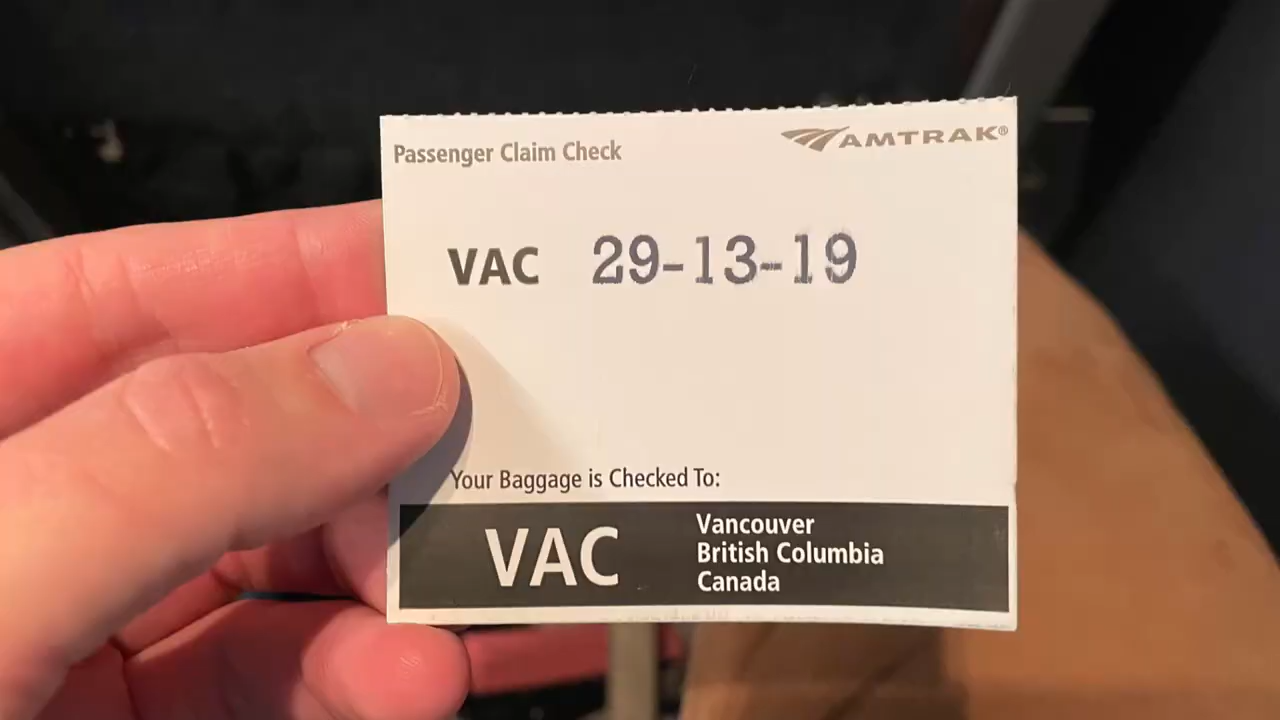 Passenger Claim Check
AMTRAK®
VAC 29-13-19
Your Baggage is Checked To:
VAC
Vancouver
British Columbia
Canada